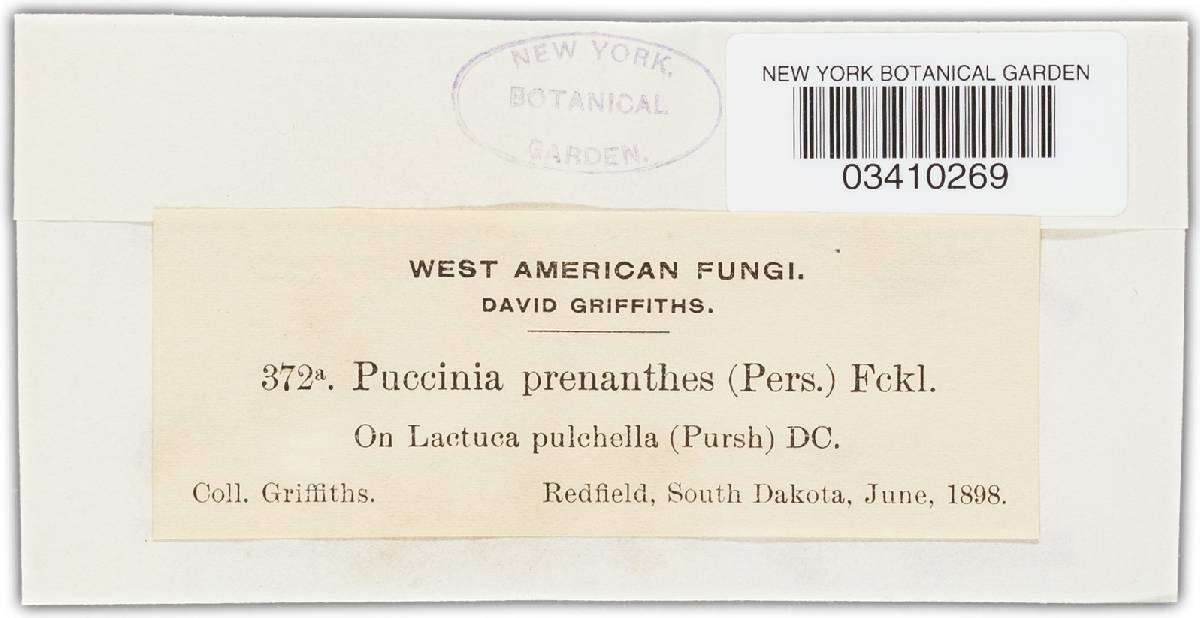 NEW YORK.
BOTANICAL
GARDEN.
NEW YORK BOTANICAL GARDEN
03410269
WEST AMERICAN FUNGI.
DAVID GRIFFITHS.
372ª. Puccinia prenanthes (Pers.) Fckl.
On Lactuca pulchella (Pursh) DC.
Coll. Griffiths. Redfield, South Dakota, June, 1898.